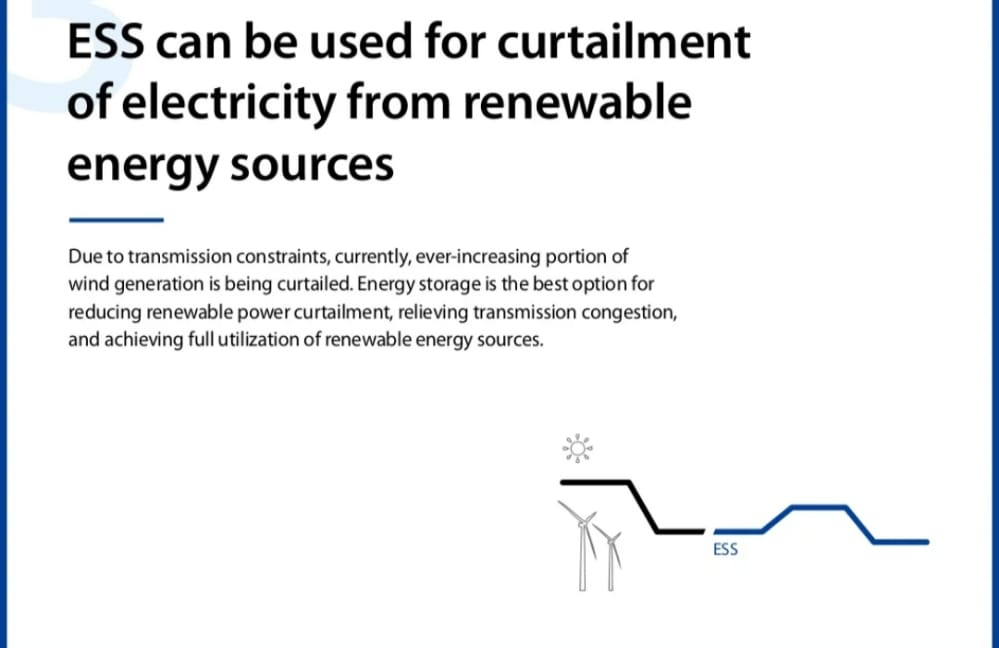 ESS can be used for curtailment
of electricity from renewable
energy sources
Due to transmission constraints, currently, ever-increasing portion of
wind generation is being curtailed. Energy storage is the best option for
reducing renewable power curtailment, relieving transmission congestion,
and achieving full utilization of renewable energy sources.
ESS